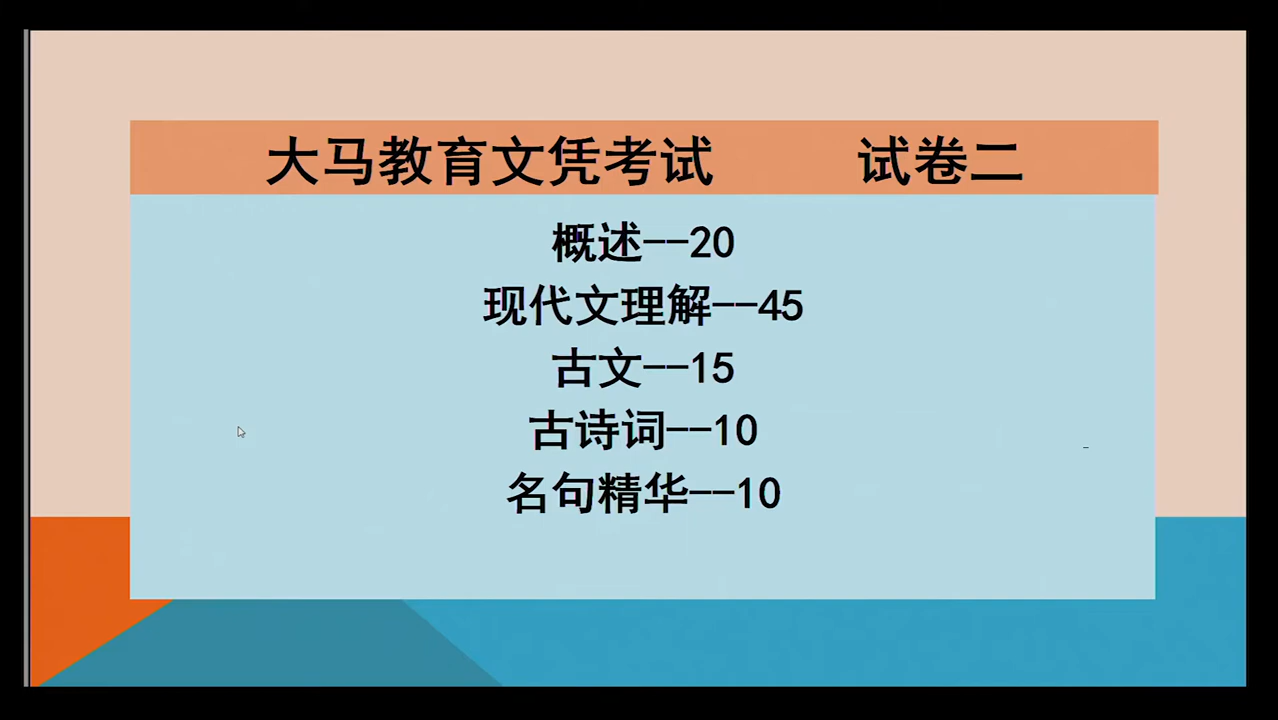 大马教育文凭考试 试卷二
概述--20
现代文理解--45
古文--15
古诗词--10
名句精华--10